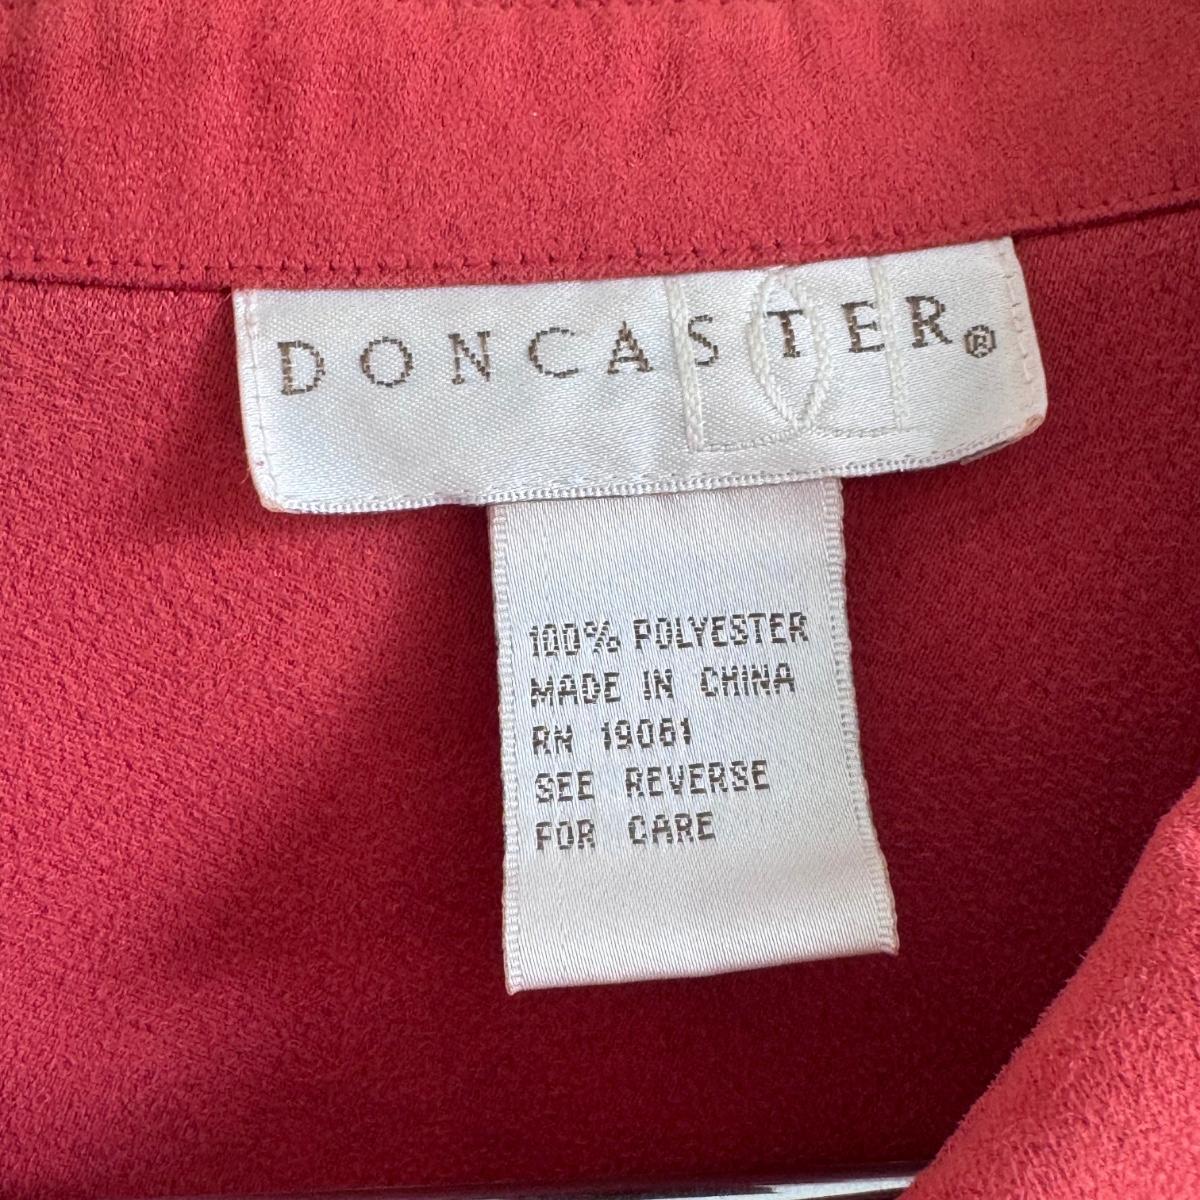 DONCASTER®
100% POLYESTER
MADE IN CHINA
RN 19061
SEE REVERSE
FOR CARE